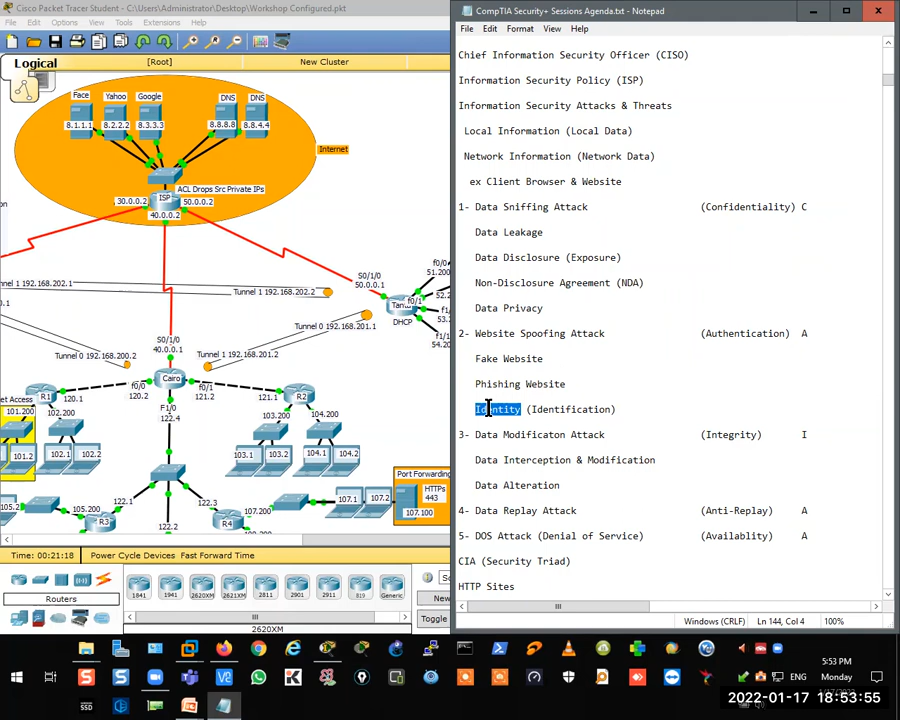 Cisco Packet Tracer Student - C:\Users\Administrator\Desktop\Workshop Configured.pkt
File Edit Options View Tools Extensions Help
Logical [Root] New Cluster
Face Yahoo Google DNS DNS
8.1.1.1 8.2.2.2 8.3.3.3 8.8.8.8 8.8.4.4
Internet
ACL Drops Src Private IPs
ISP
30.0.0.2 50.0.0.2
40.0.0.2
Tunnel 1 192.168.202.2
Tunnel 1 192.168.201.2
Tunnel 0 192.168.201.1
Tunnel 0 192.168.200.2
S0/1/0
50.0.0.1
f0/1
DHCP
S0/1/0
40.0.0.1
Cairo
f0/0
120.2
f0/1
121.2
R1 120.1
121.1 R2
F1/0
122.4
101.200 102.200
103.200 104.200
101.2 102.1 102.2
103.1 103.2 104.1 104.2
Port Forwarding
HTTPs
443
107.1 107.2
107.100
107.200
105.200 122.1
R3
122.3
R4
122.2
Time: 00:21:18 Power Cycle Devices Fast Forward Time
Routers
1841 1941 2620XM 2621XM 2811 2901 2911 819 Generic
2620XM
Toggle
CompTIA Security+ Sessions Agenda.txt - Notepad
File Edit Format View Help
Chief Information Security Officer (CISO)
Information Security Policy (ISP)
Information Security Attacks & Threats
Local Information (Local Data)
Network Information (Network Data)
ex Client Browser & Website
1- Data Sniffing Attack (Confidentiality) C
Data Leakage
Data Disclosure (Exposure)
Non-Disclosure Agreement (NDA)
Data Privacy
2- Website Spoofing Attack (Authentication) A
Fake Website
Phishing Website
Identity (Identification)
3- Data Modificaton Attack (Integrity) I
Data Interception & Modification
Data Alteration
4- Data Replay Attack (Anti-Replay) A
5- DOS Attack (Denial of Service) (Availablity) A
CIA (Security Triad)
HTTP Sites
Windows (CRLF) Ln 144, Col 4 100%
5:53 PM
Monday
2022-01-17 18:53:55